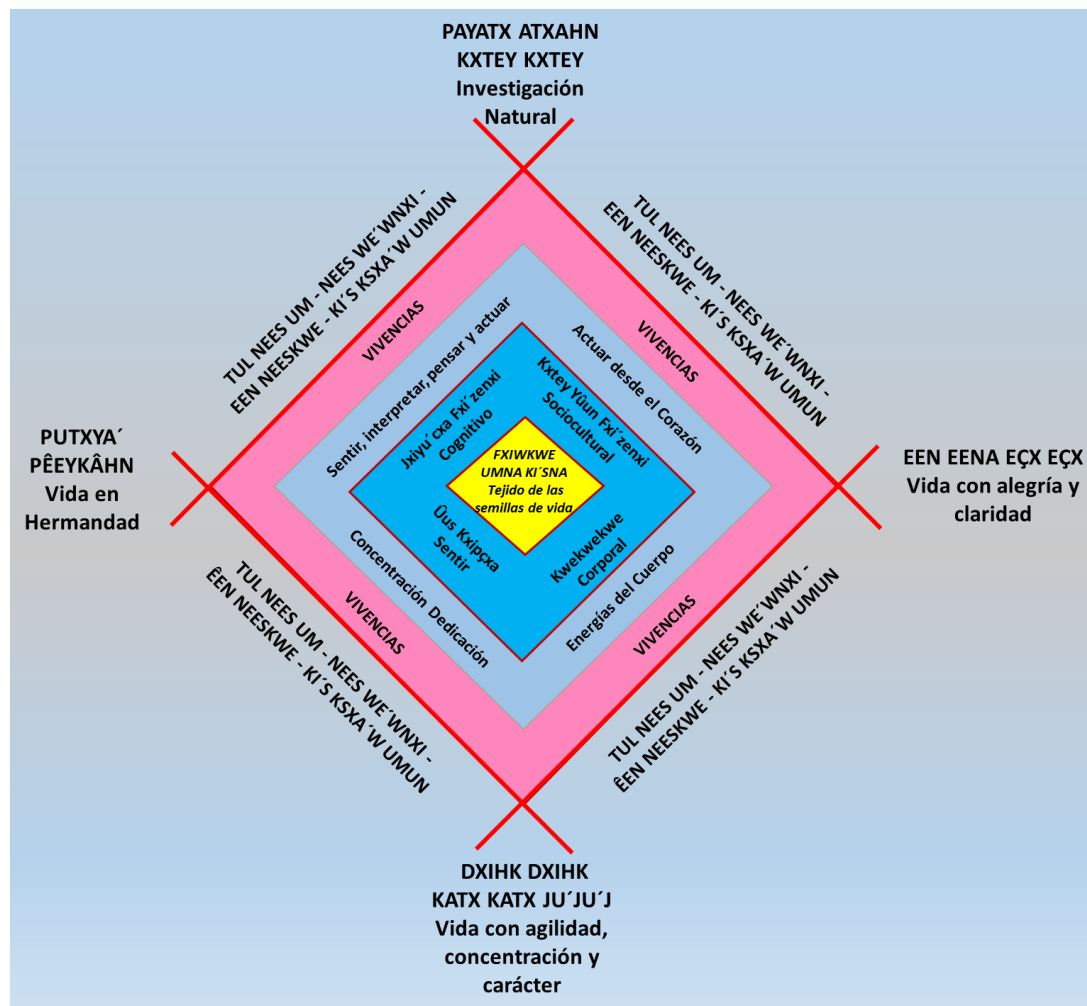 PAYATX ATXAHN
KXTEY KXTEY
Investigación
Natural
TUL NEES UM - NEES WE´WNXI -
EEN NEESKWE - KI´S KSXA´W UMUN
TUL NEES UM - NEES WE´WNXI -
EEN NEESKWE - KI´S KSXA´W UMUN
VIVENCIAS
VIVENCIAS
Sentir, interpretar, pensar y actuar
Actuar desde el Corazón
Jxiyu´cxa Fxi´zenxi
Cognitivo
Kxtey Yûun Fxi´zenxi
Sociocultural
PUTXYA´
PÊEYKÂHN
Vida en
Hermandad
FXIWKWE
UMNA KI´SNA
Tejido de las
semillas de vida
EEN EENA EÇX EÇX
Vida con alegría y
claridad
Ûus Kxipçxa
Sentir
Kwekwekwe
Corporal
Concentración Dedicación
Energías del Cuerpo
VIVENCIAS
VIVENCIAS
TUL NEES UM - NEES WE´WNXI -
ÊEN NEESKWE - KI´S KSXA´W UMUN
TUL NEES UM - NEES WE´WNXI -
ÊEN NEESKWE - KI´S KSXA´W UMUN
DXIHK DXIHK
KATX KATX JU´JU´J
Vida con agilidad,
concentración y
carácter